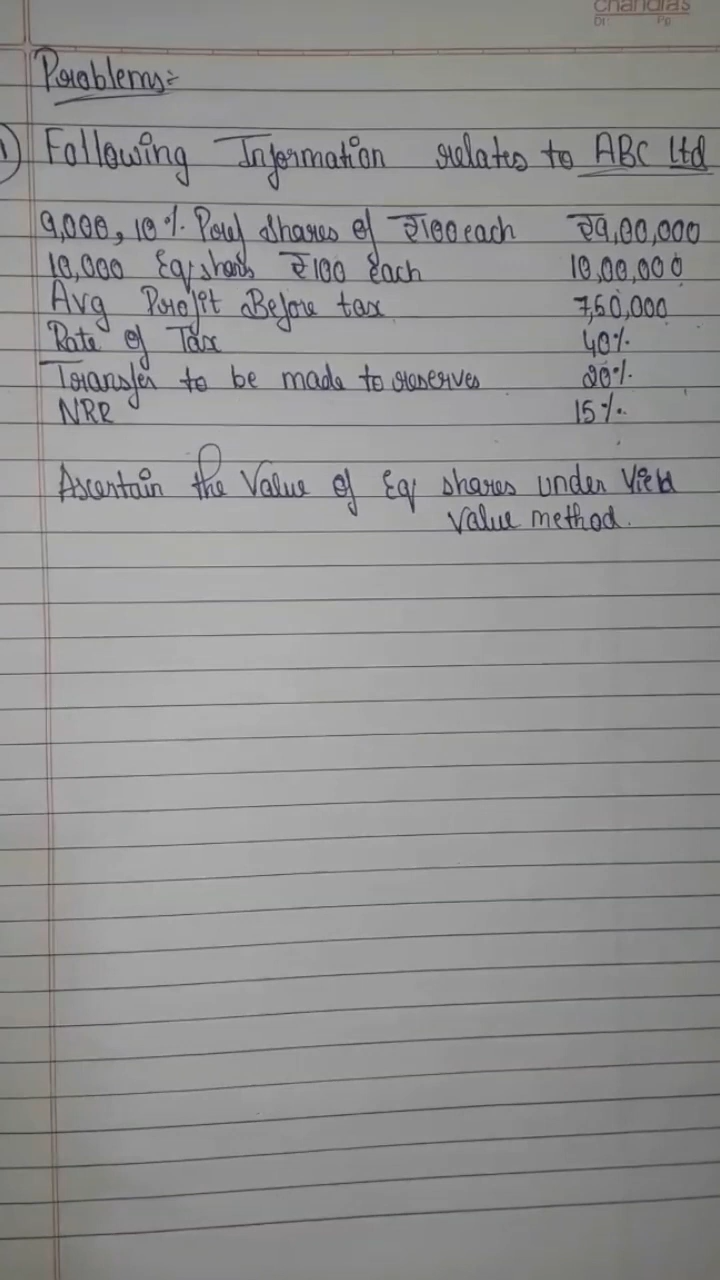 Chandras
Dt: Pg
Problems:-
1) Following Information relates to ABC Ltd
9,000, 10% Pref shares of ₹100 each ₹9,00,000
10,000 Eq shares ₹100 Each 10,00,000
Avg Profit Before tax 7,50,000
Rate of Tax 40%
Transfer to be made to reserves 20%
NRR 15%.
Ascertain the Value of Eq shares under Yield
Value method.